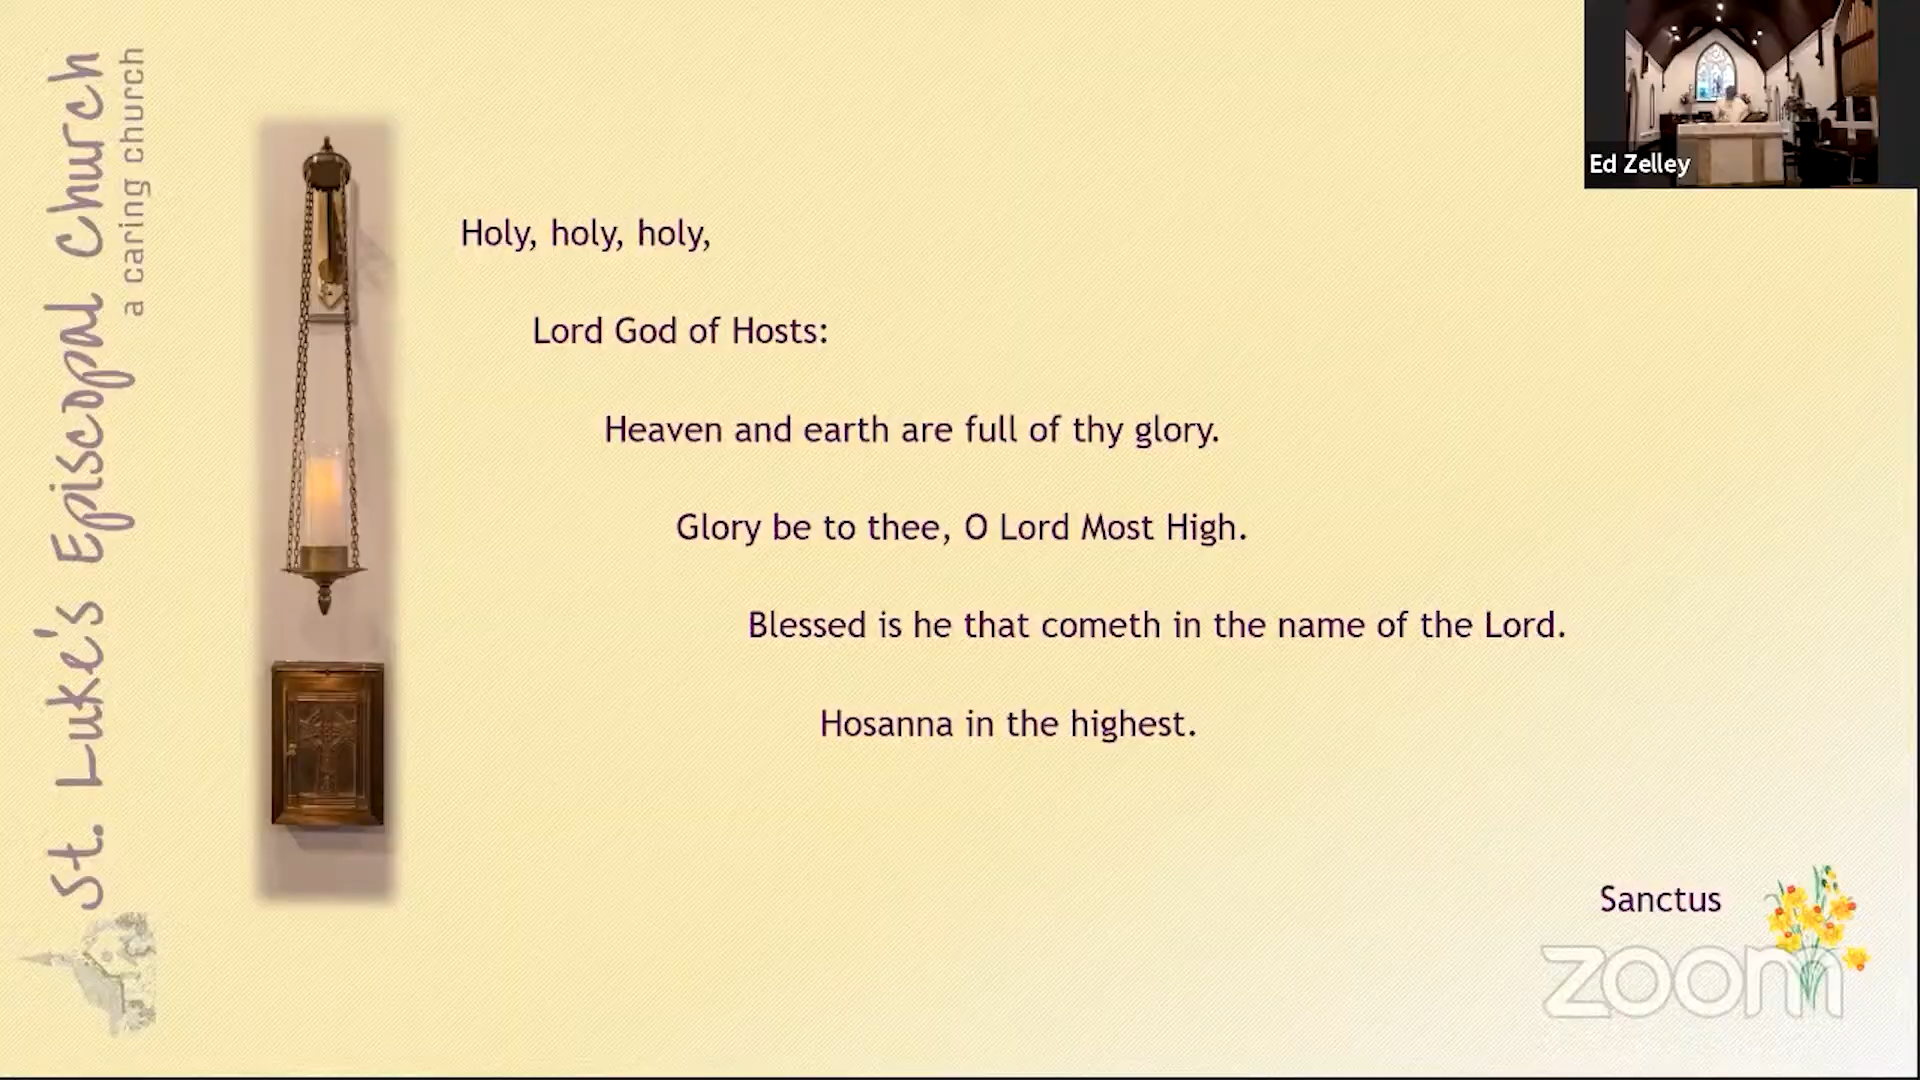 St. Luke's Episcopal Church
a caring church
Ed Zelley
Holy, holy, holy,
Lord God of Hosts:
Heaven and earth are full of thy glory.
Glory be to thee, O Lord Most High.
Blessed is he that cometh in the name of the Lord.
Hosanna in the highest.
Sanctus
zoom